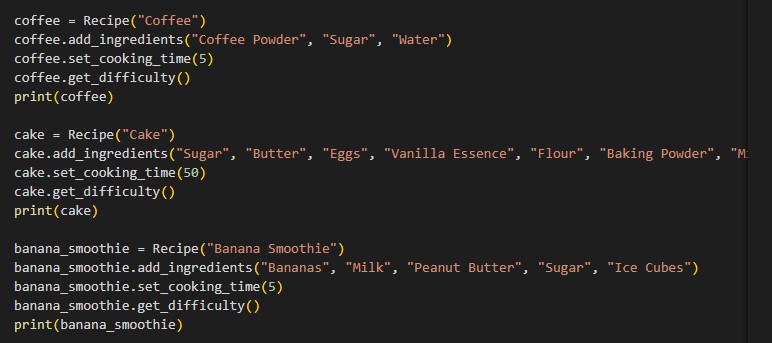 coffee = Recipe("Coffee")
coffee.add_ingredients("Coffee Powder", "Sugar", "Water")
coffee.set_cooking_time(5)
coffee.get_difficulty()
print(coffee)
cake = Recipe("Cake")
cake.add_ingredients("Sugar", "Butter", "Eggs", "Vanilla Essence", "Flour", "Baking Powder",
cake.set_cooking_time(50)
cake.get_difficulty()
print(cake)
banana_smoothie = Recipe("Banana Smoothie")
banana_smoothie.add_ingredients("Bananas", "Milk", "Peanut Butter", "Sugar", "Ice Cubes")
banana_smoothie.set_cooking_time(5)
banana_smoothie.get_difficulty()
print(banana_smoothie)